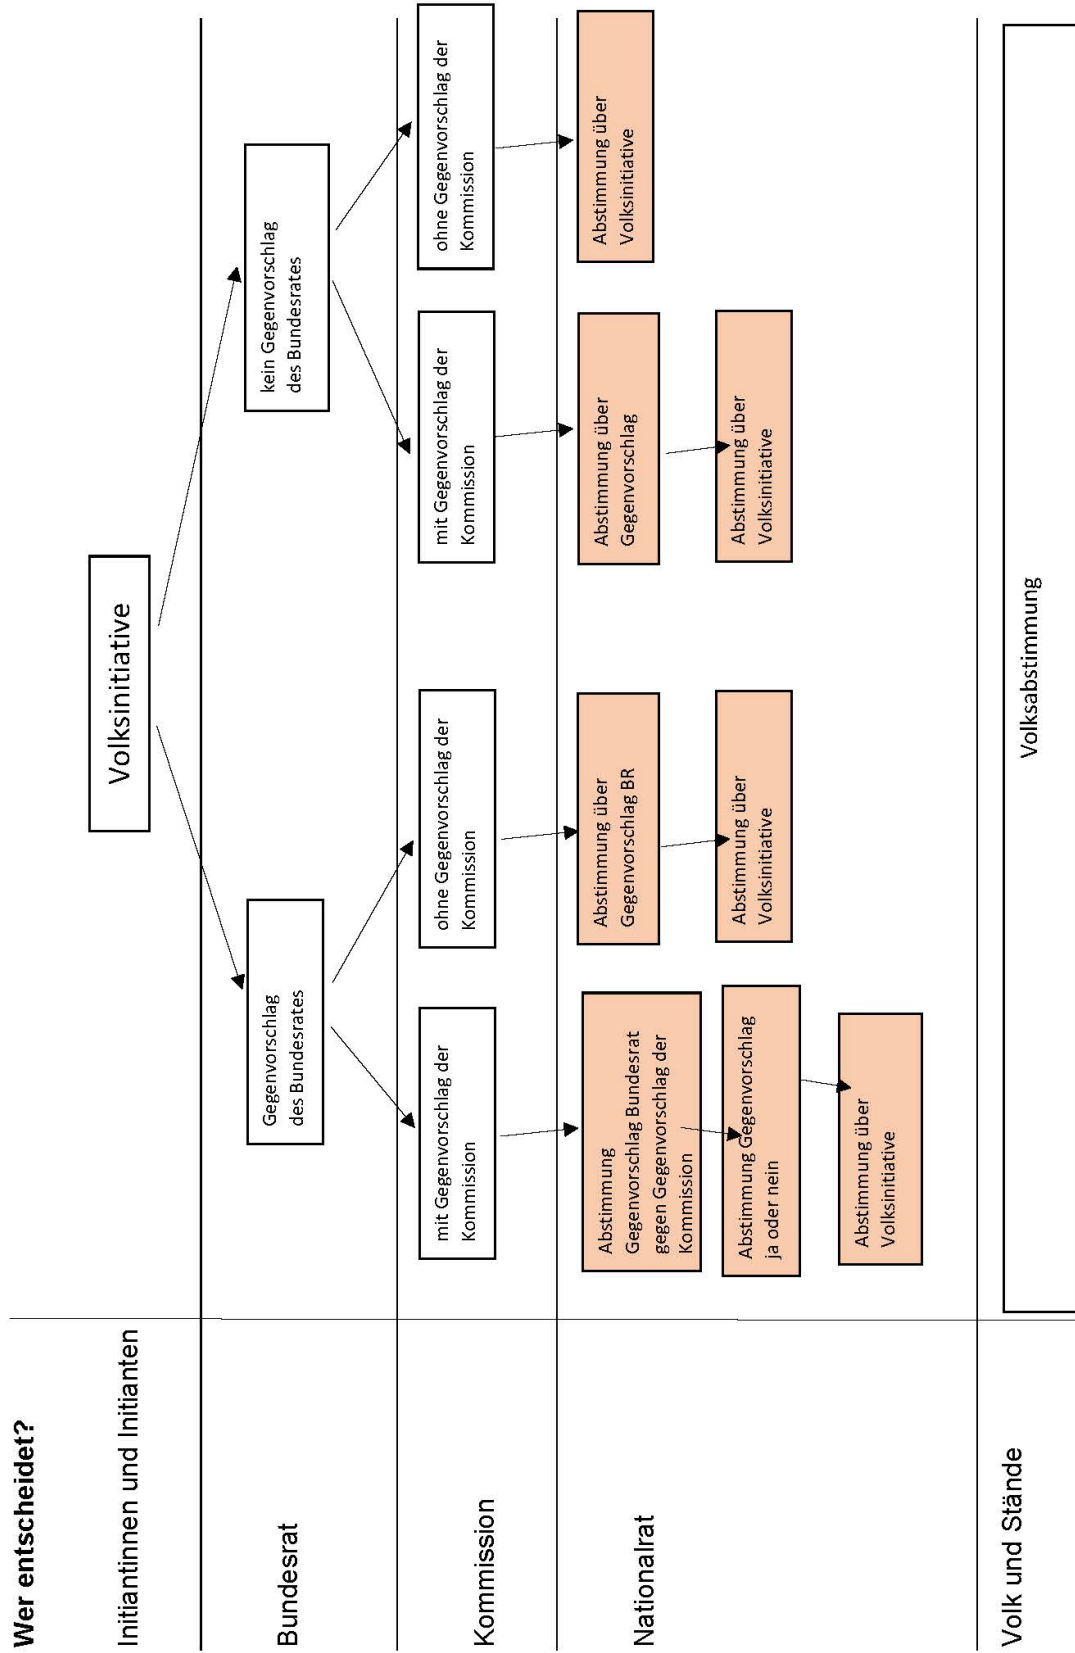 Wer entscheidet?
Initiantinnen und Initianten
Volksinitiative
Bundesrat
Gegenvorschlag
des Bundesrates
kein Gegenvorschlag
des Bundesrates
Kommission
mit Gegenvorschlag der
Kommission
ohne Gegenvorschlag der
Kommission
mit Gegenvorschlag der
Kommission
ohne Gegenvorschlag der
Kommission
Nationalrat
Abstimmung
Gegenvorschlag Bundesrat
gegen Gegenvorschlag der
Kommission
Abstimmung Gegenvorschlag
ja oder nein
Abstimmung über
Volksinitiative
Abstimmung über
Gegenvorschlag BR
Abstimmung über
Volksinitiative
Abstimmung über
Gegenvorschlag
Abstimmung über
Volksinitiative
Abstimmung über
Volksinitiative
Volk und Stände
Volksabstimmung